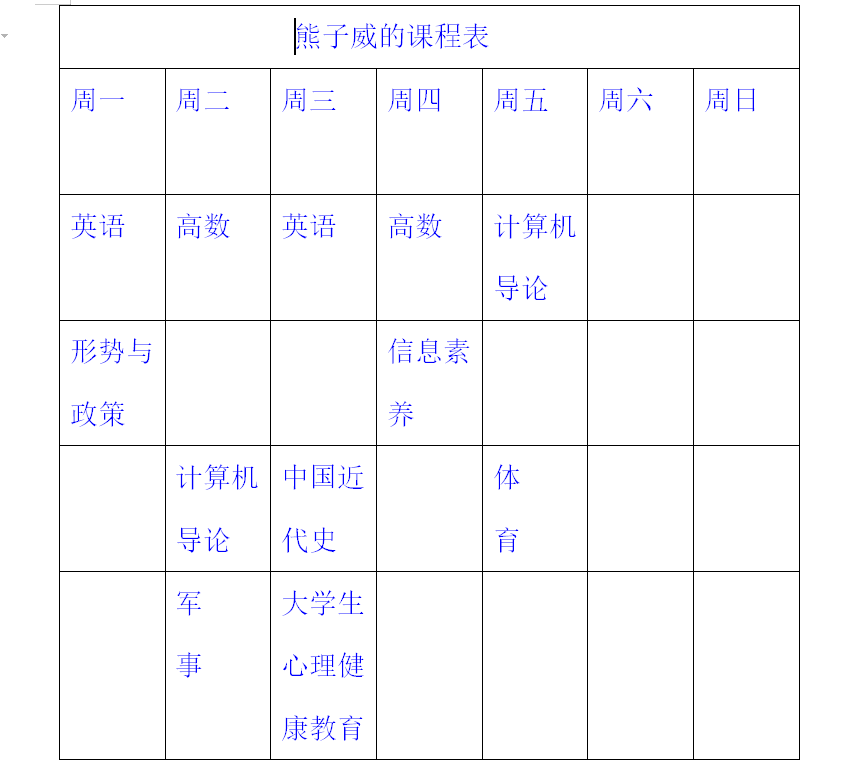 熊子威的课程表
周一 周二 周三 周四 周五 周六 周日
英语 高数 英语 高数 计算机
导论
形势与 信息素
政策 养
计算机 中国近 体
导论 代史 育
军 大学生
事 心理健
康教育